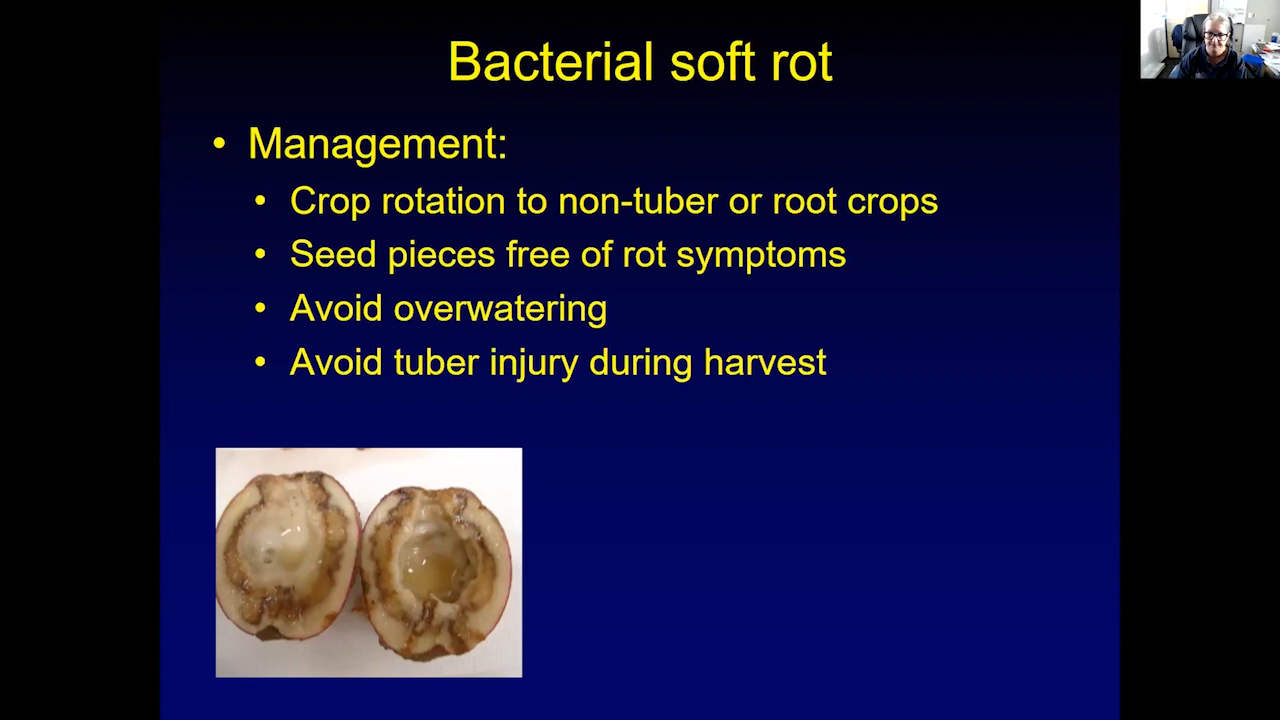 Bacterial soft rot
• Management:
• Crop rotation to non-tuber or root crops
• Seed pieces free of rot symptoms
• Avoid overwatering
• Avoid tuber injury during harvest